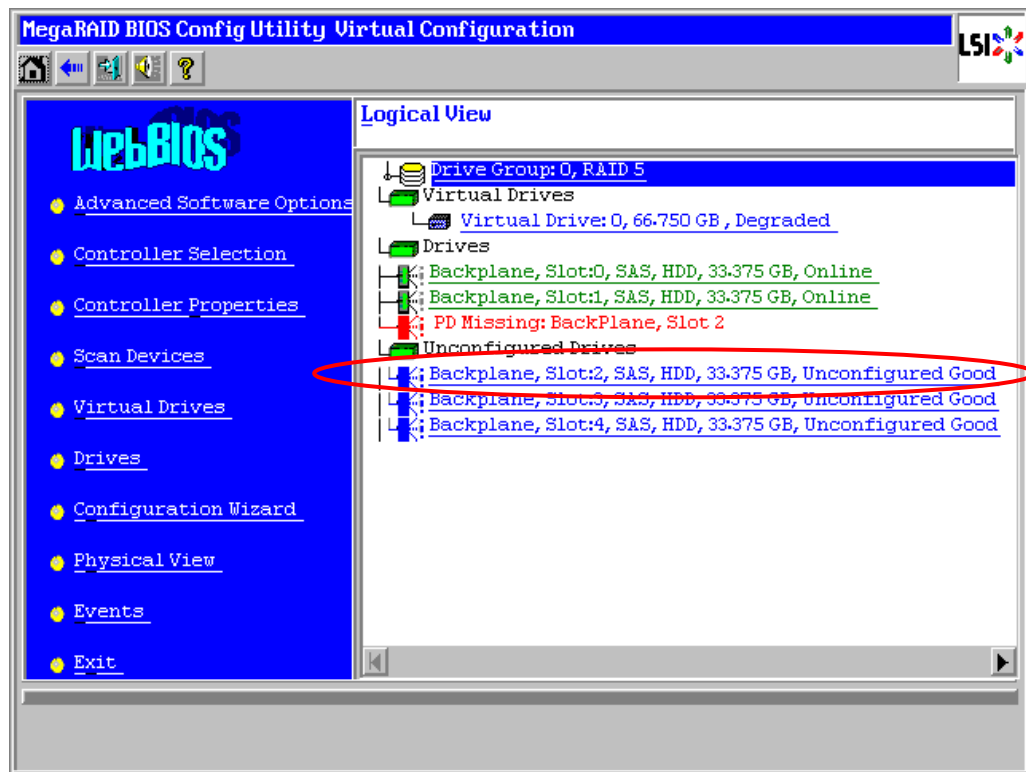 MegaRAID BIOS Config Utility Virtual Configuration
LSI
WebBIOS
Advanced Software Options
Controller Selection
Controller Properties
Scan Devices
Virtual Drives
Drives
Configuration Wizard
Physical View
Events
Exit
Logical View
Drive Group: 0, RAID 5
Virtual Drives
Virtual Drive: 0, 66.750 GB , Degraded
Drives
Backplane, Slot:0, SAS, HDD, 33.375 GB, Online
Backplane, Slot:1, SAS, HDD, 33.375 GB, Online
PD Missing: BackPlane, Slot 2
Unconfigured Drives
Backplane, Slot:2, SAS, HDD, 33.375 GB, Unconfigured Good
Backplane, Slot:3, SAS, HDD, 33.375 GB, Unconfigured Good
Backplane, Slot:4, SAS, HDD, 33.375 GB, Unconfigured Good